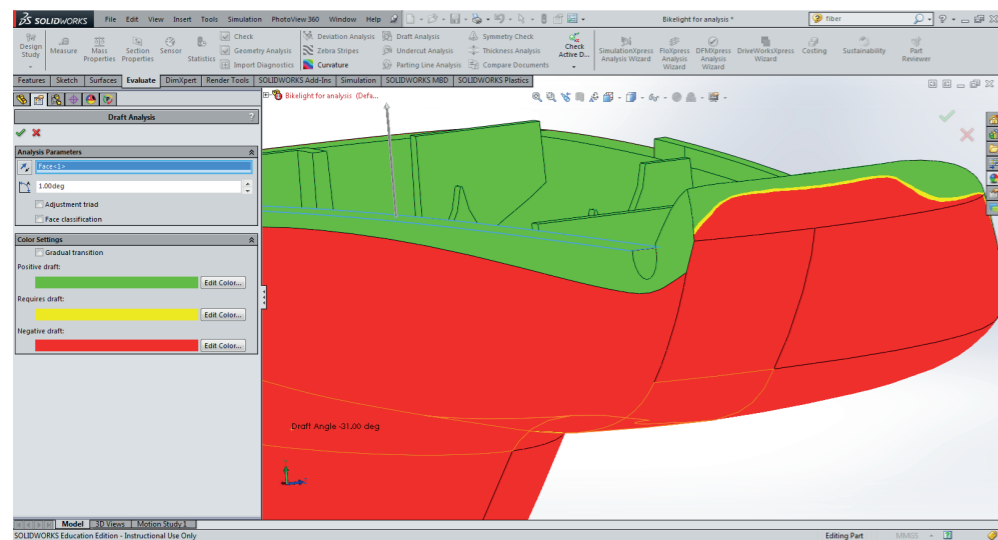 SOLIDWORKS File Edit View Insert Tools Simulation PhotoView 360 Window Help Bikelight for analysis * fiber
Design Study
Measure
Mass Properties
Section Properties
Sensor
Statistics
Check
Geometry Analysis
Import Diagnostics
Deviation Analysis
Zebra Stripes
Curvature
Draft Analysis
Undercut Analysis
Parting Line Analysis
Symmetry Check
Thickness Analysis
Compare Documents
Check Active D...
SimulationXpress Analysis Wizard
FloXpress Analysis Wizard
DFMXpress Analysis Wizard
DriveWorksXpress Wizard
Costing
Sustainability
Part Reviewer
Features Sketch Surfaces Evaluate DimXpert Render Tools SOLIDWORKS Add-Ins Simulation SOLIDWORKS MBD SOLIDWORKS Plastics
Bikelight for analysis (Defa...
Draft Analysis ?
Analysis Parameters
Face<1>
1.00deg
Adjustment triad
Face classification
Color Settings
Gradual transition
Positive draft:
Edit Color...
Requires draft:
Edit Color...
Negative draft:
Edit Color...
Draft Angle -31.00 deg
Model 3D Views Motion Study 1
SOLIDWORKS Education Edition - Instructional Use Only Editing Part MMGS